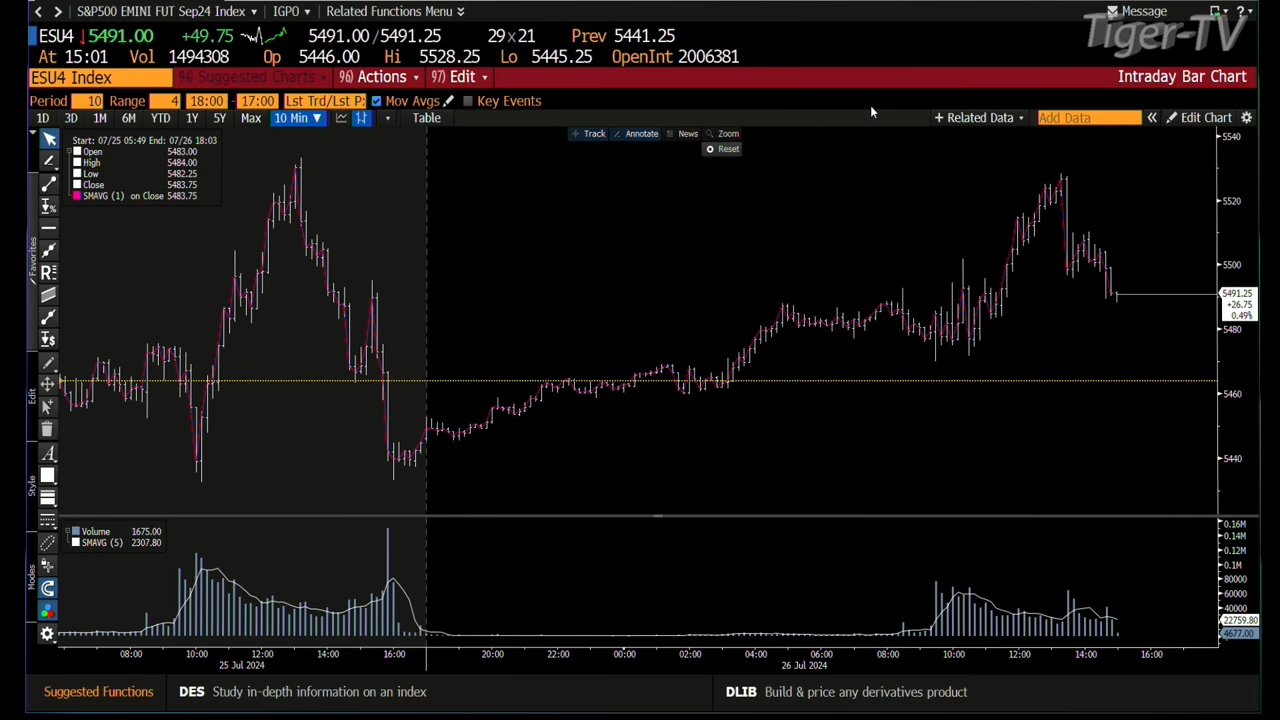 S&P500 EMINI FUT Sep24 Index IGPO Related Functions Menu Message ?
Tiger-TV
ESU4 5491.00 +49.75 5491.00 /5491.25 29×21 Prev 5441.25
At 15:01 Vol 1494308 Op 5446.00 Hi 5528.25 Lo 5445.25 OpenInt 2006381
ESU4 Index 94) Suggested Charts 96) Actions 97) Edit Intraday Bar Chart
Period 10 Range 4 18:00 - 17:00 Lst Trd/Lst P: Mov Avgs Key Events
1D 3D 1M 6M YTD 1Y 5Y Max 10 Min ▼ Table + Related Data Add Data « Edit Chart
Track Annotate News Zoom
Reset
Start: 07/25 05:49 End: 07/26 18:03
Open 5483.00
High 5484.00
Low 5482.25
Close 5483.75
SMAVG (1) on Close 5483.75
Favorites
Edit
Style
Modes
5540
5520
5500
5491.25
+26.75
0.49%
5480
5460
5440
Volume 1675.00
SMAVG (5) 2307.80
0.16M
0.14M
0.12M
0.1M
80000
60000
40000
22759.80
4677.00
08:00 10:00 12:00 14:00 16:00 20:00 22:00 00:00 02:00 04:00 06:00 08:00 10:00 12:00 14:00 16:00
25 Jul 2024 26 Jul 2024
Suggested Functions DES Study in-depth information on an index DLIB Build & price any derivatives product